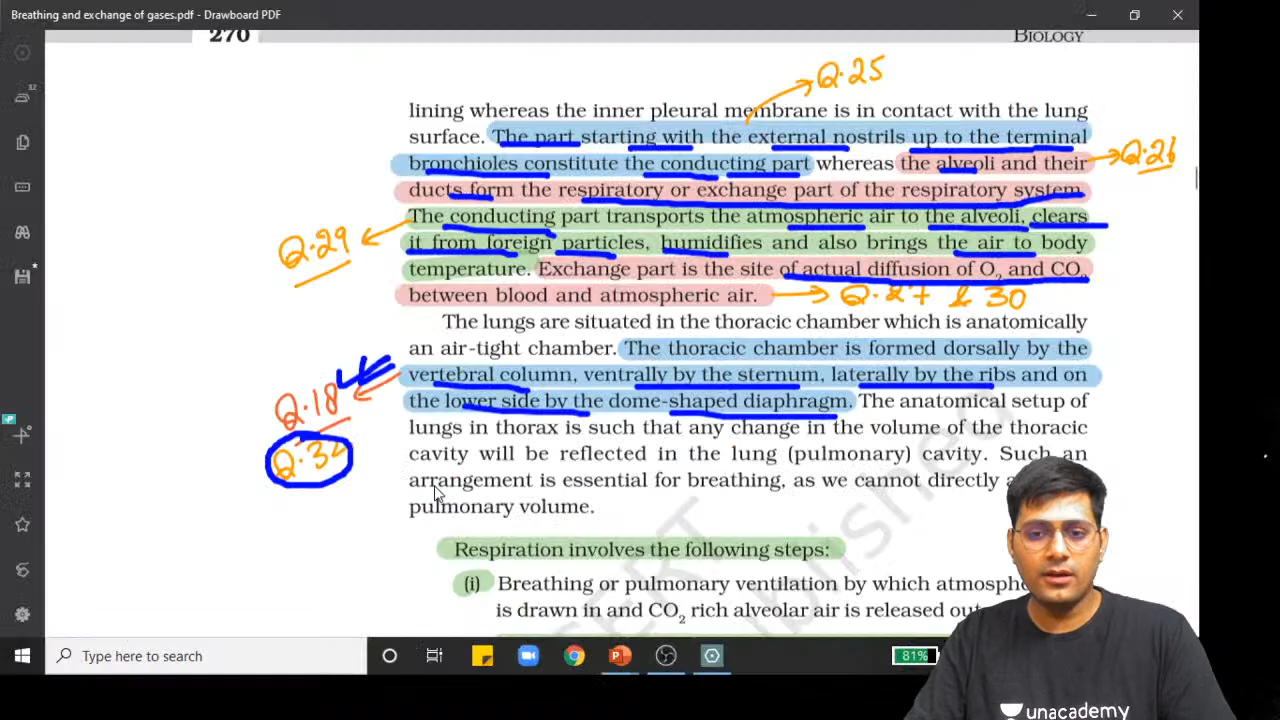 Breathing and exchange of gases.pdf - Drawboard PDF
270 BIOLOGY
Q.25
lining whereas the inner pleural membrane is in contact with the lung
surface. The part starting with the external nostrils up to the terminal
bronchioles constitute the conducting part whereas the alveoli and their
Q.26
ducts form the respiratory or exchange part of the respiratory system.
The conducting part transports the atmospheric air to the alveoli, clears
Q.29
it from foreign particles, humidifies and also brings the air to body
temperature. Exchange part is the site of actual diffusion of O2 and CO2
between blood and atmospheric air.
Q.27 & 30
The lungs are situated in the thoracic chamber which is anatomically
an air-tight chamber. The thoracic chamber is formed dorsally by the
vertebral column, ventrally by the sternum, laterally by the ribs and on
Q.18
the lower side by the dome-shaped diaphragm. The anatomical setup of
lungs in thorax is such that any change in the volume of the thoracic
Q.32
cavity will be reflected in the lung (pulmonary) cavity. Such an
arrangement is essential for breathing, as we cannot directly
pulmonary volume.
Respiration involves the following steps:
(i) Breathing or pulmonary ventilation by which
is drawn in and CO2 rich alveolar air is released out
Type here to search
81%
unacademy